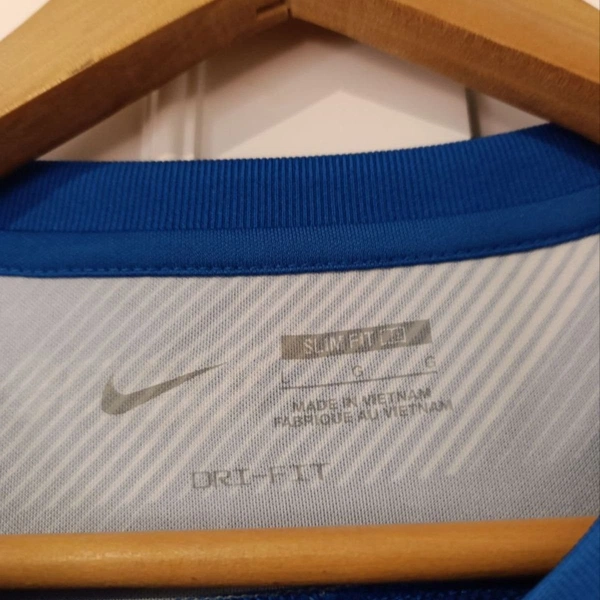 SLIM FIT
L G G
MADE IN VIETNAM
FABRIQUE AU VIETNAM
DRI-FIT